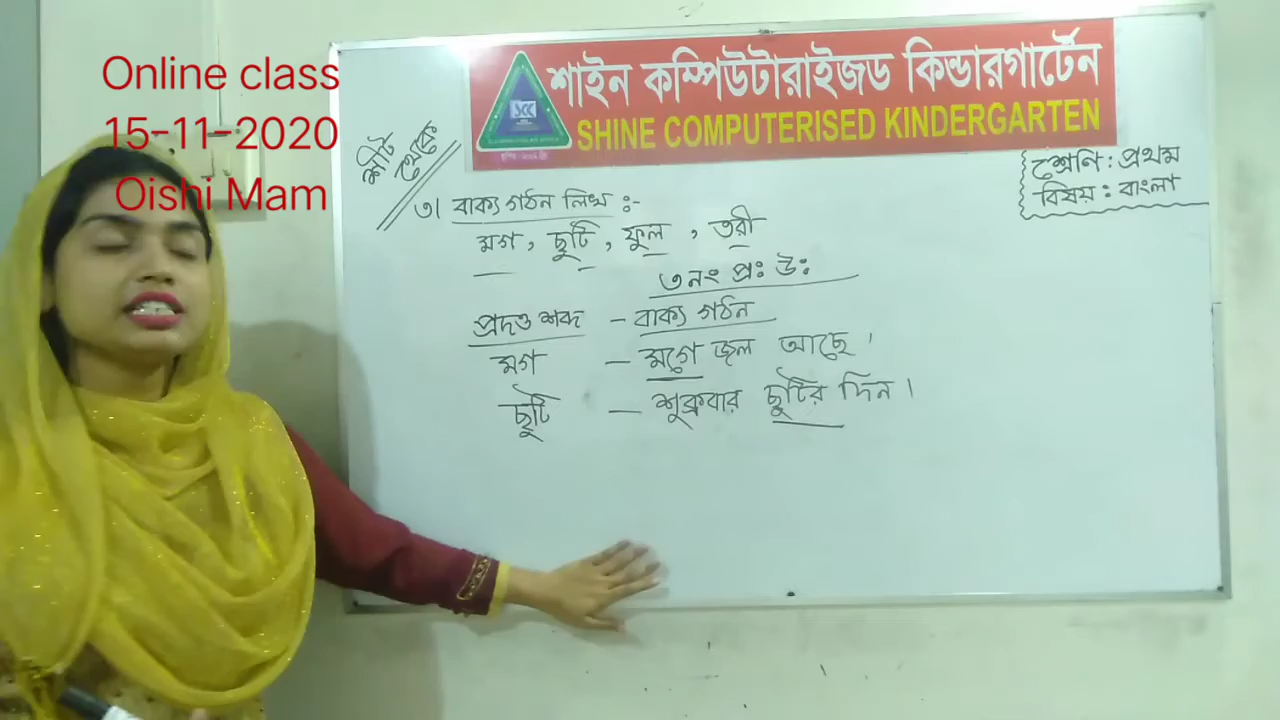 Online class
15-11-2020
Oishi Mam
শাইন কম্পিউটারাইজড কিন্ডারগার্টেন
SHINE COMPUTERISED KINDERGARTEN
শীট থেকে
শ্রেণি : প্রথম
বিষয় : বাংলা
৩। বাক্য গঠন লিখ :-
মগ, ছুটি, ফুল, তরী
৩নং প্রঃ উঃ
প্রদত্ত শব্দ - বাক্য গঠন
মগ - মগে জল আছে।
ছুটি - শুক্রবার ছুটির দিন।